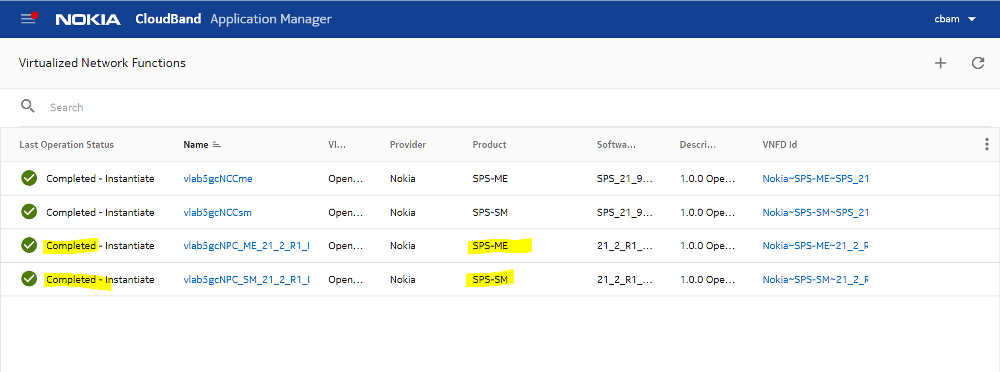 NOKIA CloudBand Application Manager cbam
Virtualized Network Functions
Search
Last Operation Status Name VI... Provider Product Softwa... Descri... VNFD Id
Completed - Instantiate vlab5gcNCCme Open... Nokia SPS-ME SPS_21_9... 1.0.0 Ope... Nokia~SPS-ME~SPS_21
Completed - Instantiate vlab5gcNCCsm Open... Nokia SPS-SM SPS_21_9... 1.0.0 Ope... Nokia~SPS-SM~SPS_21
Completed - Instantiate vlab5gcNPC_ME_21_2_R1_I Open... Nokia SPS-ME 21_2_R1_... 1.0.0 Ope... Nokia~SPS-ME~21_2_R
Completed - Instantiate vlab5gcNPC_SM_21_2_R1_I Open... Nokia SPS-SM 21_2_R1_... 1.0.0 Ope... Nokia~SPS-SM~21_2_R